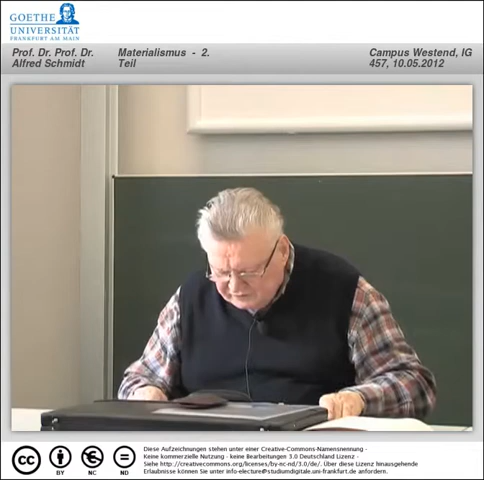 GOETHE
UNIVERSITÄT
FRANKFURT AM MAIN
Prof. Dr. Prof. Dr.
Alfred Schmidt
Materialismus - 2.
Teil
Campus Westend, IG
457, 10.05.2012
cc
BY
NC
ND
Diese Aufzeichnungen stehen unter einer Creative-Commons-Namensnennung -
Keine kommerzielle Nutzung - keine Bearbeitungen 3.0 Deutschland Lizenz -
Siehe http://creativecommons.org/licenses/by-nc-nd/3.0/de/. Über diese Lizenz hinausgehende
Erlaubnisse können Sie unter info-electure@studiumdigitale.uni-frankfurt.de anfordern.